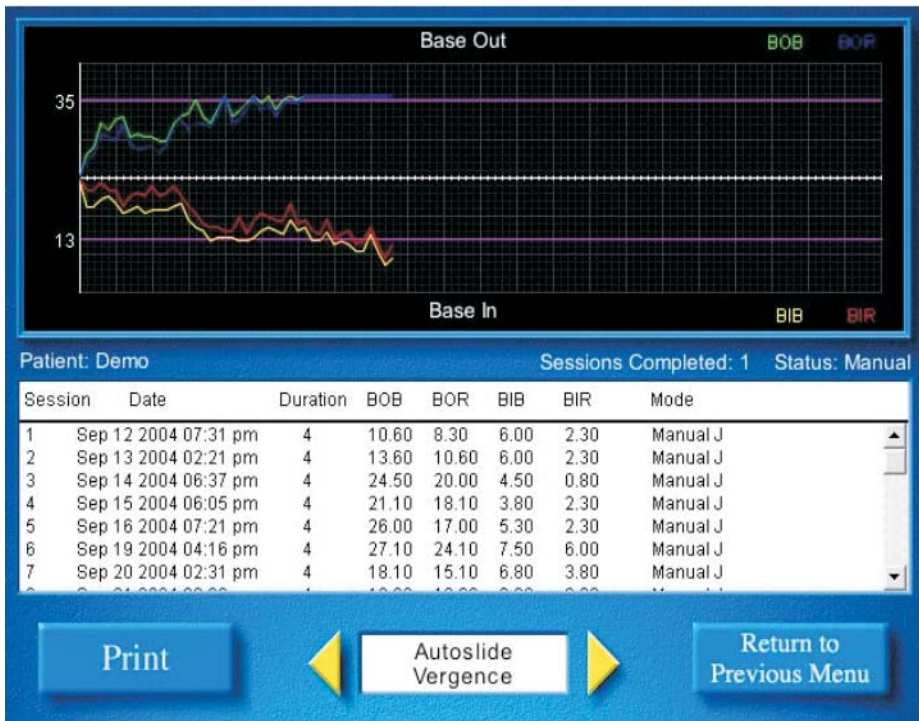 Base Out
BOB BOR
35
13
Base In
BIB BIR
Patient: Demo Sessions Completed: 1 Status: Manual
Session Date Duration BOB BOR BIB BIR Mode
1 Sep 12 2004 07:31 pm 4 10.60 8.30 6.00 2.30 Manual J
2 Sep 13 2004 02:21 pm 4 13.60 10.60 6.00 2.30 Manual J
3 Sep 14 2004 06:37 pm 4 24.50 20.00 4.50 0.80 Manual J
4 Sep 15 2004 06:05 pm 4 21.10 18.10 3.80 2.30 Manual J
5 Sep 16 2004 07:21 pm 4 26.00 17.00 5.30 2.30 Manual J
6 Sep 19 2004 04:16 pm 4 27.10 24.10 7.50 6.00 Manual J
7 Sep 20 2004 02:31 pm 4 18.10 15.10 6.80 3.80 Manual J
Print
Autoslide
Vergence
Return to
Previous Menu